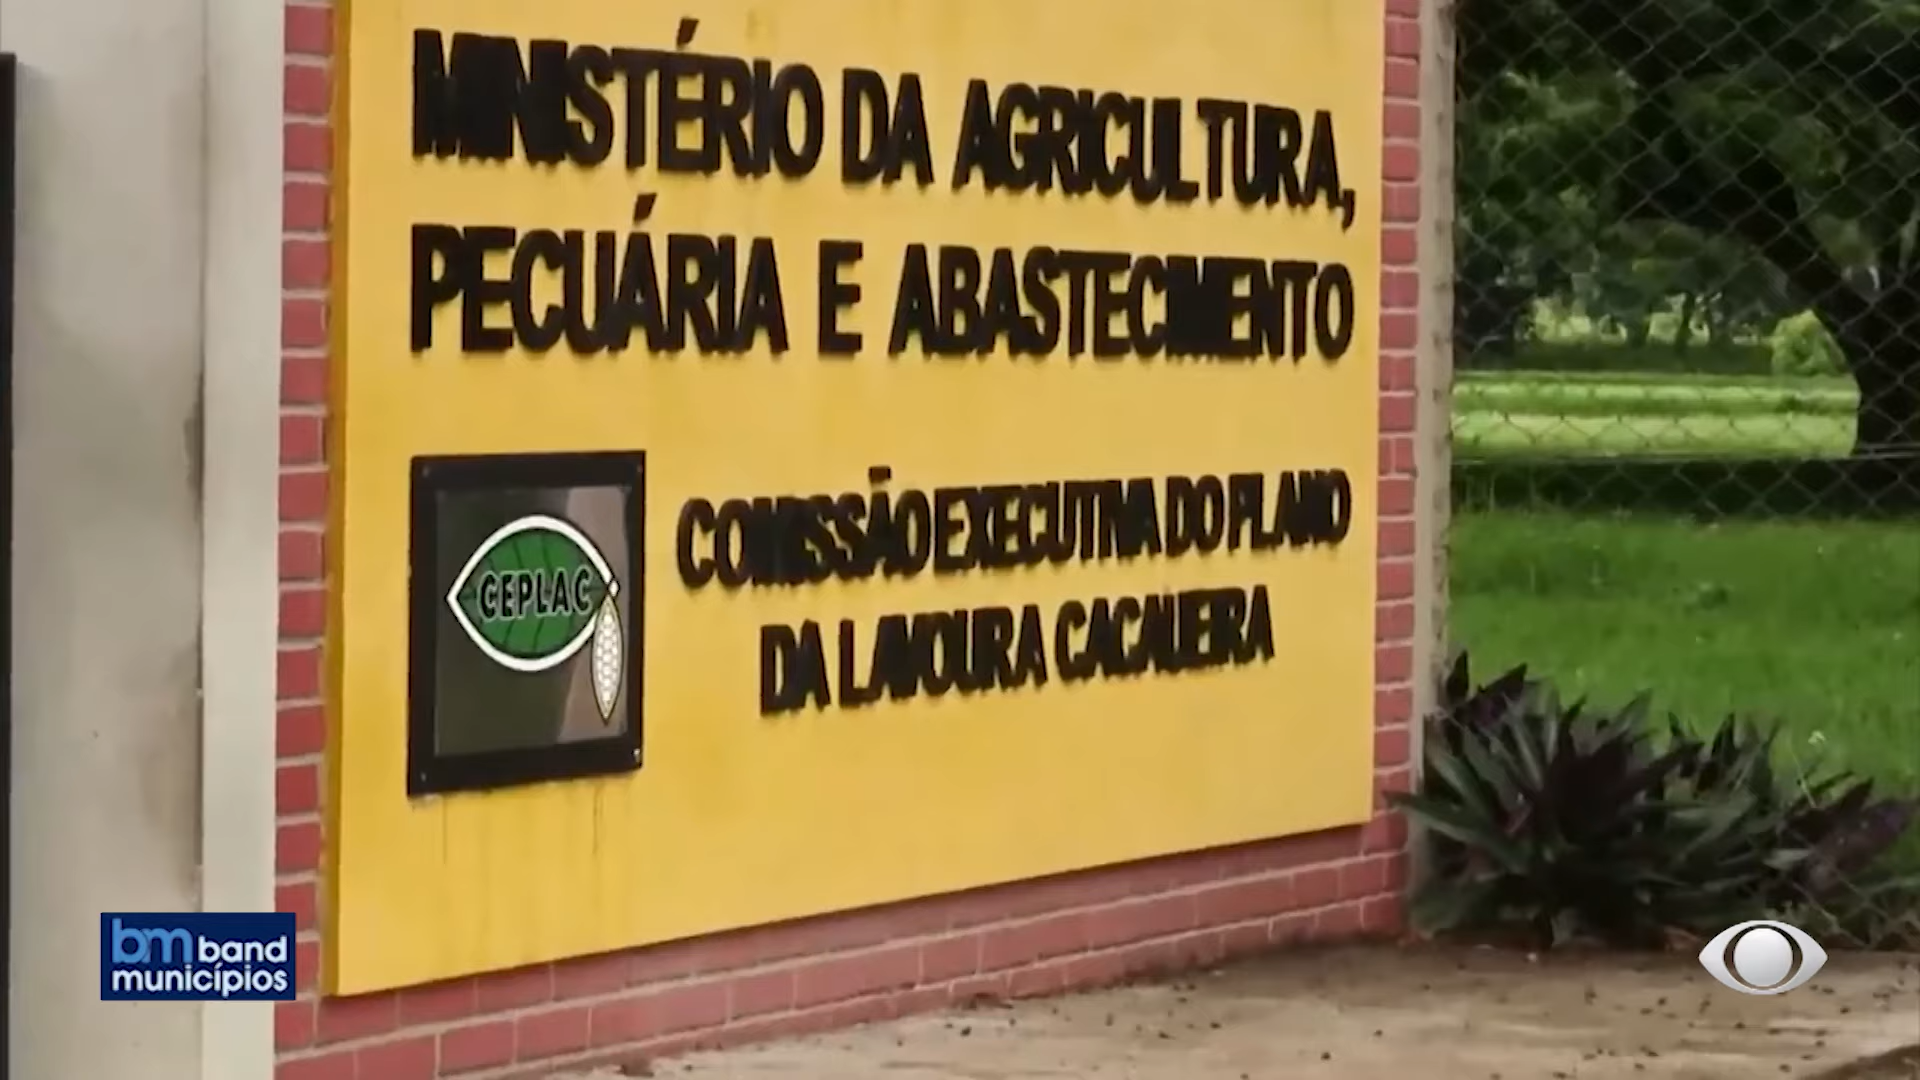 MINISTÉRIO DA AGRICULTURA,
PECUÁRIA E ABASTECIMENTO
CEPLAC
COMISSÃO EXECUTIVA DO PLANO
DA LAVOURA CACAUEIRA
bm band
municípios